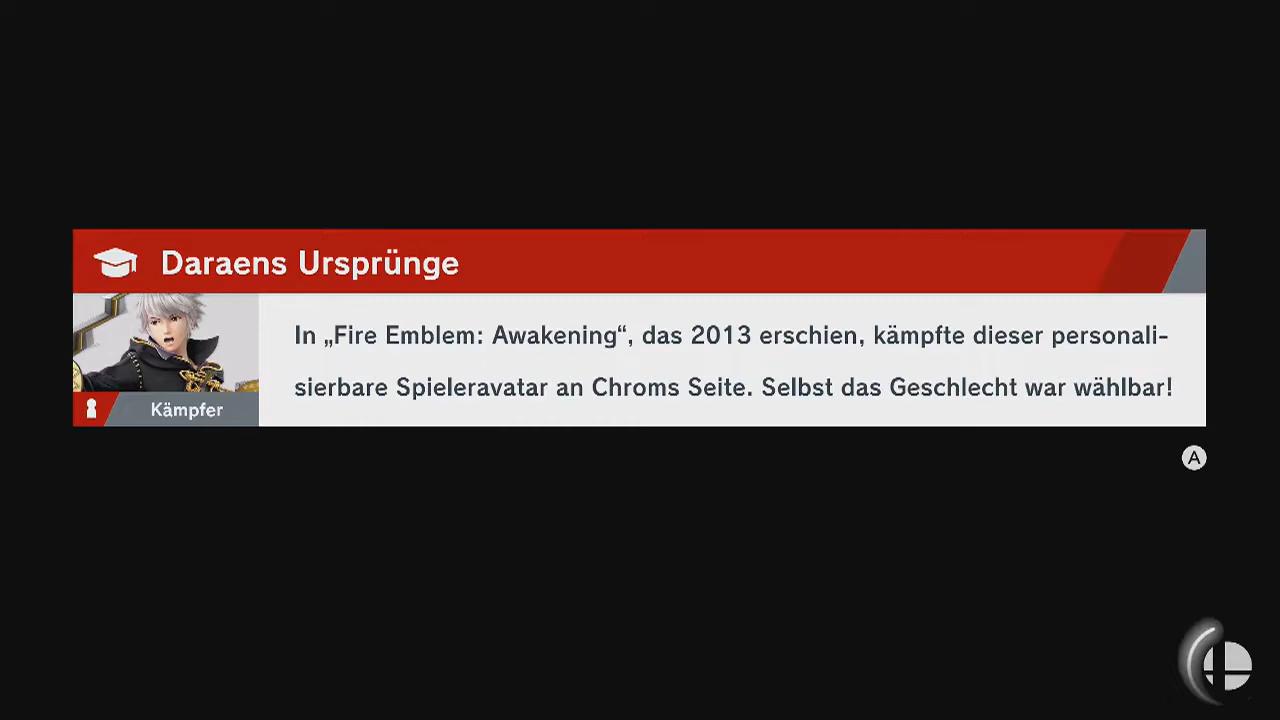 Daraens Ursprünge
In „Fire Emblem: Awakening“, das 2013 erschien, kämpfte dieser personali-
sierbare Spieleravatar an Chroms Seite. Selbst das Geschlecht war wählbar!
Kämpfer
A